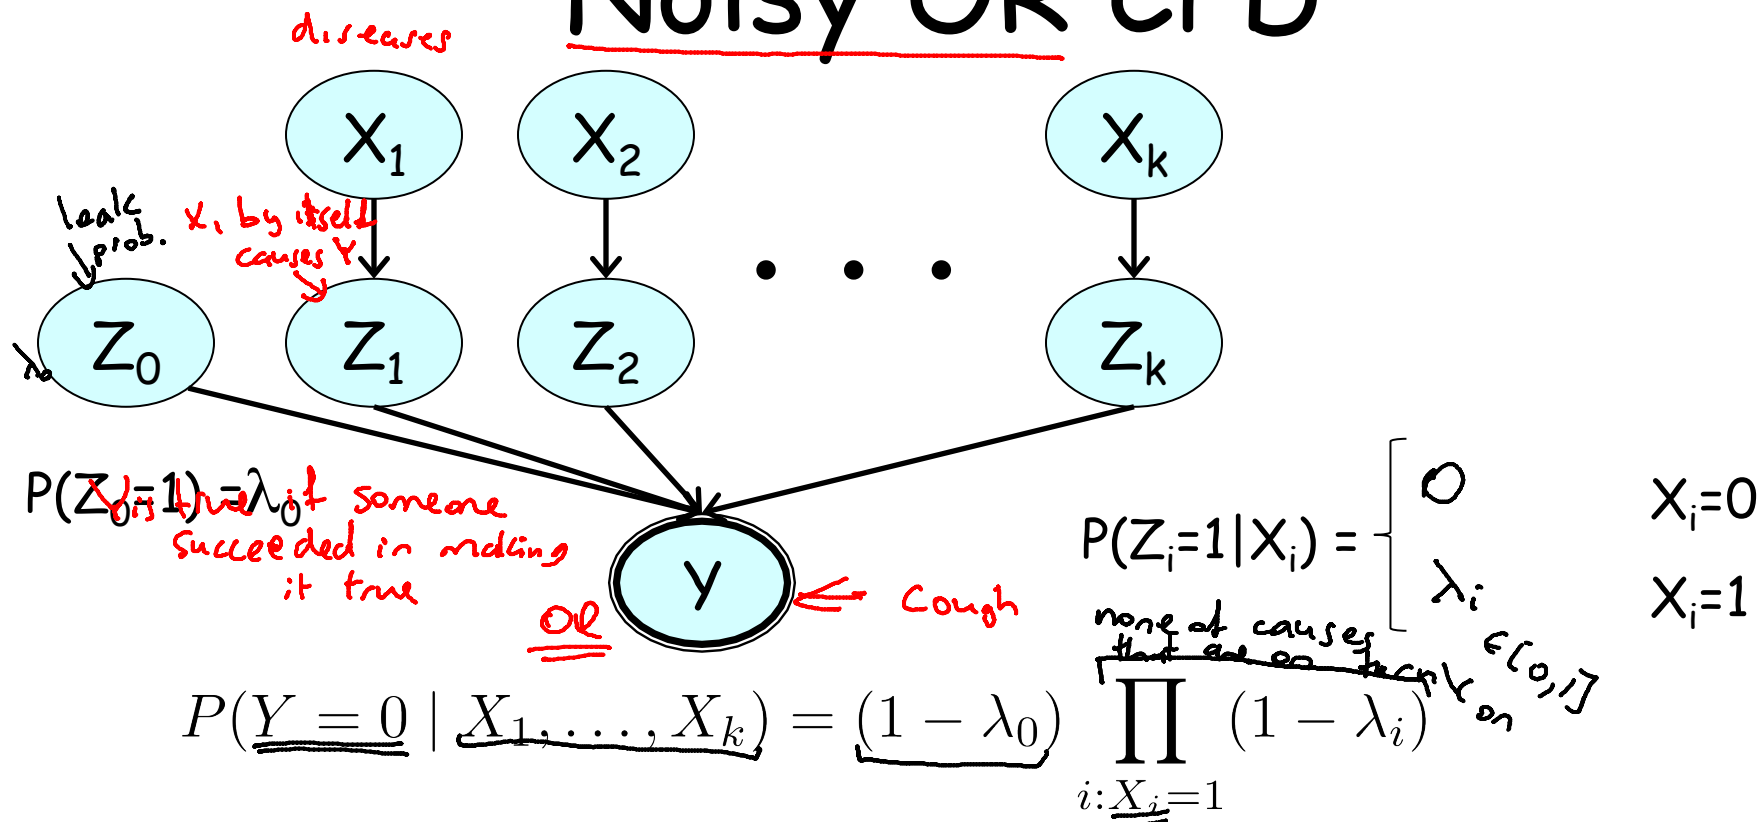 Noisy OR CPD
diseases
X1 X2 Xk
leak
prob.
X1 by itself
causes Y
Z0 Z1 Z2 . . . Zk
λ0
P(Z0=1) = λ0
Y is true if someone
succeeded in making
it true
Y
OR
Cough
P(Zi=1|Xi) =
0 Xi=0
λi Xi=1
∈[0,1]
none of causes
that are on turn Y on
P(Y = 0 | X1, . . . , Xk) = (1 − λ0) ∏ (1 − λi)
i:Xi=1